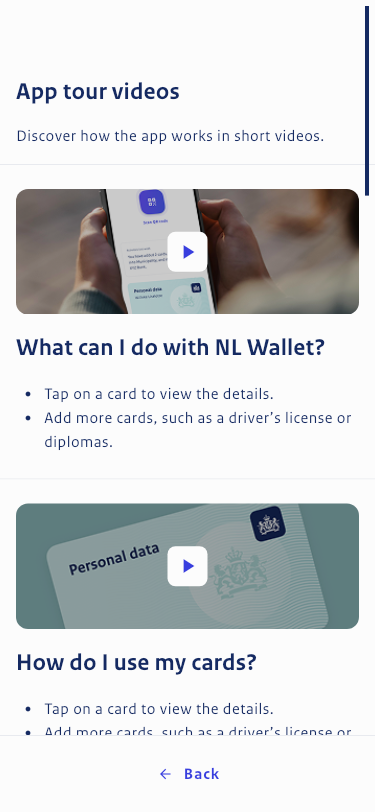 App tour videos
Discover how the app works in short videos.
Scan QR code
Personal data
What can I do with NL Wallet?
• Tap on a card to view the details.
• Add more cards, such as a driver's license or
diplomas.
Personal data
How do I use my cards?
• Tap on a card to view the details.
• Add more cards, such as a driver's license or
← Back